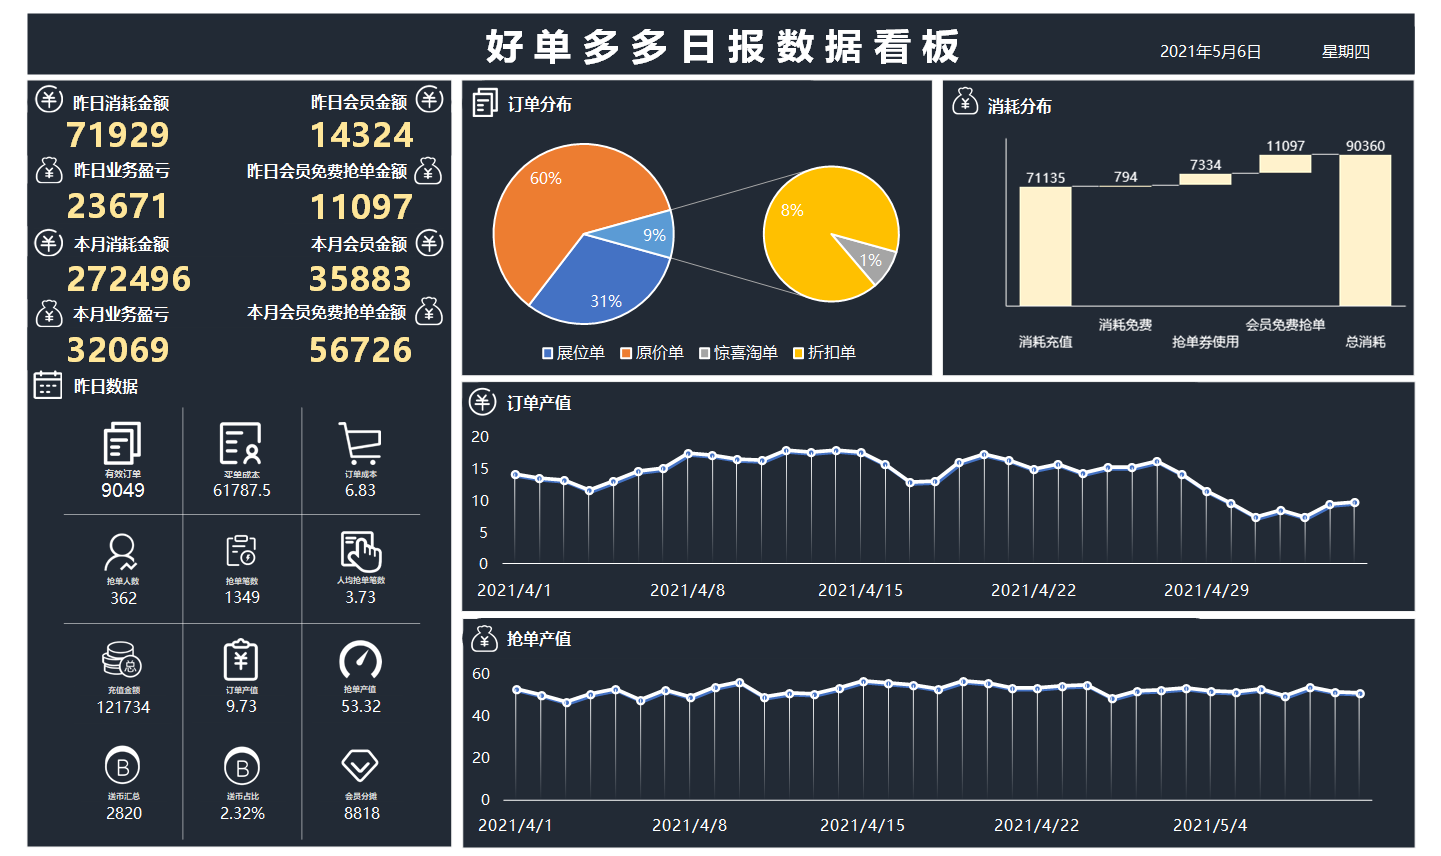 好单多多日报数据看板
2021年5月6日
星期四
昨日消耗金额
71929
昨日会员金额
14324
昨日业务盈亏
23671
昨日会员免费抢单金额
11097
本月消耗金额
272496
本月会员金额
35883
本月业务盈亏
32069
本月会员免费抢单金额
56726
昨日数据
有效订单
9049
买单成本
61787.5
订单成本
6.83
抢单人数
362
抢单笔数
1349
人均抢单笔数
3.73
总
充值金额
121734
订单产值
9.73
抢单产值
53.32
B
送币汇总
2820
B
送币占比
2.32%
会员分摊
8818
订单分布
60%
9%
31%
8%
1%
展位单
原价单
惊喜淘单
折扣单
消耗分布
71135
794
7334
11097
90360
消耗充值
消耗免费
抢单券使用
会员免费抢单
总消耗
订单产值
20
15
10
5
0
2021/4/1
2021/4/8
2021/4/15
2021/4/22
2021/4/29
抢单产值
60
40
20
0
2021/4/1
2021/4/8
2021/4/15
2021/4/22
2021/5/4